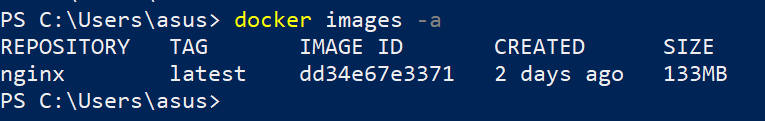 PS C:\Users\asus> docker images -a
REPOSITORY   TAG       IMAGE ID       CREATED      SIZE
nginx        latest    dd34e67e3371   2 days ago   133MB
PS C:\Users\asus>